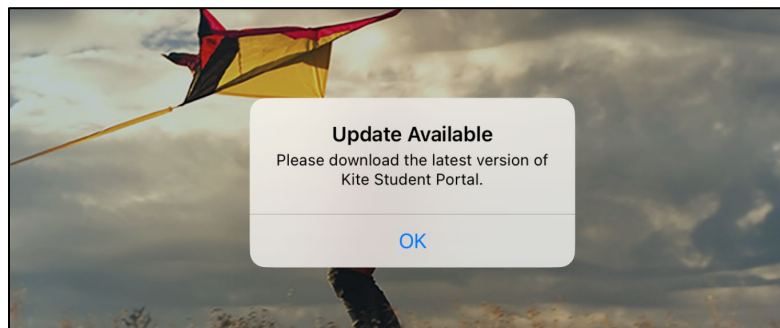 Update Available
Please download the latest version of
Kite Student Portal.
OK